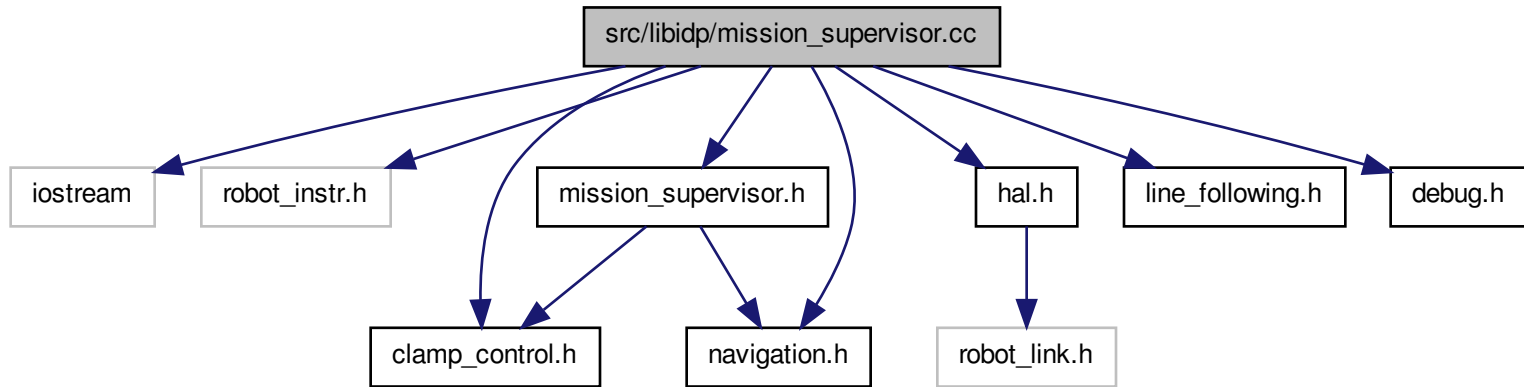 src/libidp/mission_supervisor.cc
iostream
robot_instr.h
mission_supervisor.h
hal.h
line_following.h
debug.h
clamp_control.h
navigation.h
robot_link.h